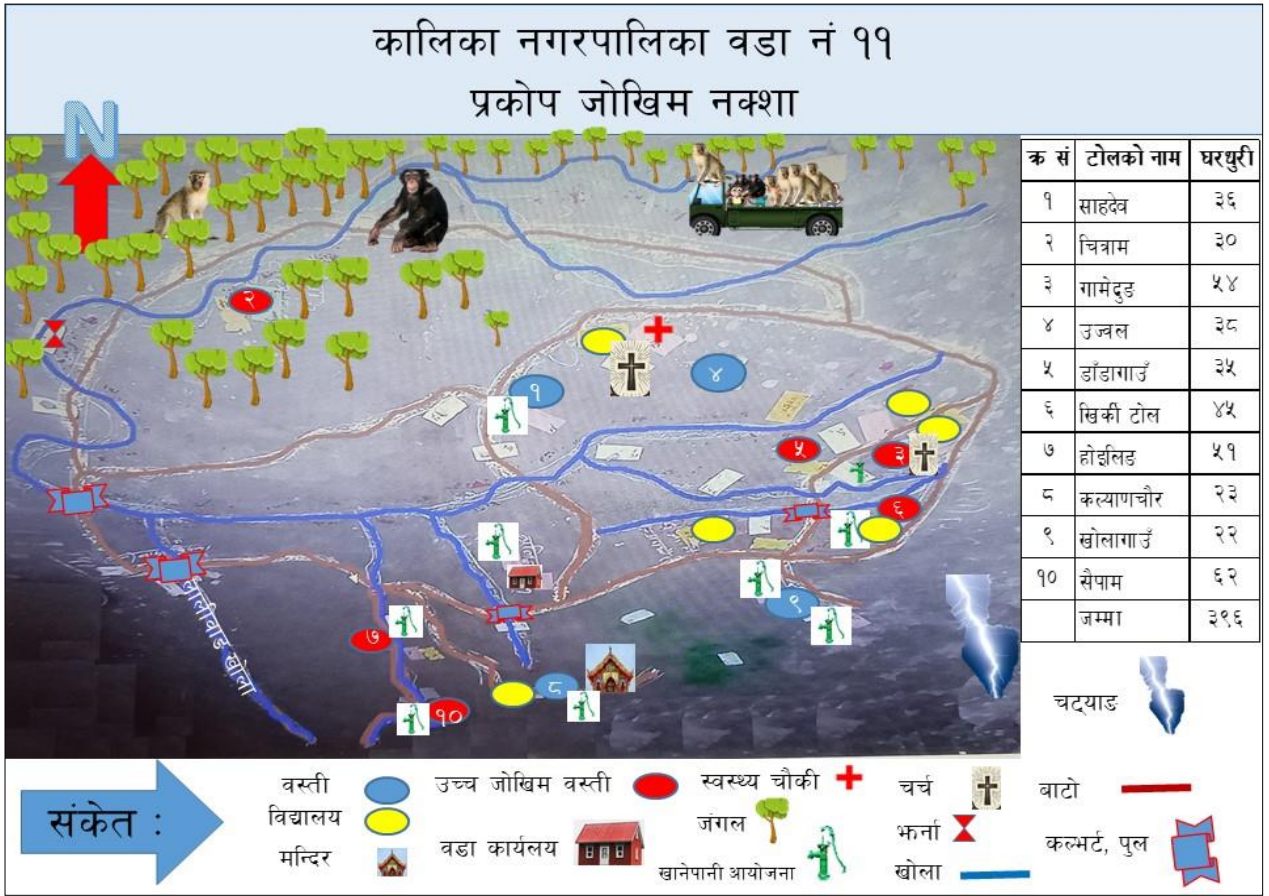 कालिका नगरपालिका वडा नं ११
प्रकोप जोखिम नक्शा
N
क्र सं टोलको नाम घरधुरी
१ साहदेव ३६
२ चित्राम ३०
३ गामेदुङ ५४
४ उज्वल ३८
५ डाँडागाउँ ३५
६ खिर्की टोल ४५
७ होइलिङ ५१
८ कल्याणचौर २३
९ खोलागाउँ २२
१० सैपाम ६२
जम्मा ३९६
२
१
४
५
३
६
९
७
८
१०
लालीवाङ खोला
चट्याङ
संकेत :
वस्ती
उच्च जोखिम वस्ती
स्वस्थ्य चौकी
चर्च
बाटो
विद्यालय
जंगल
झर्ना
कल्भर्ट, पुल
मन्दिर
वडा कार्यलय
खानेपानी आयोजना
खोला